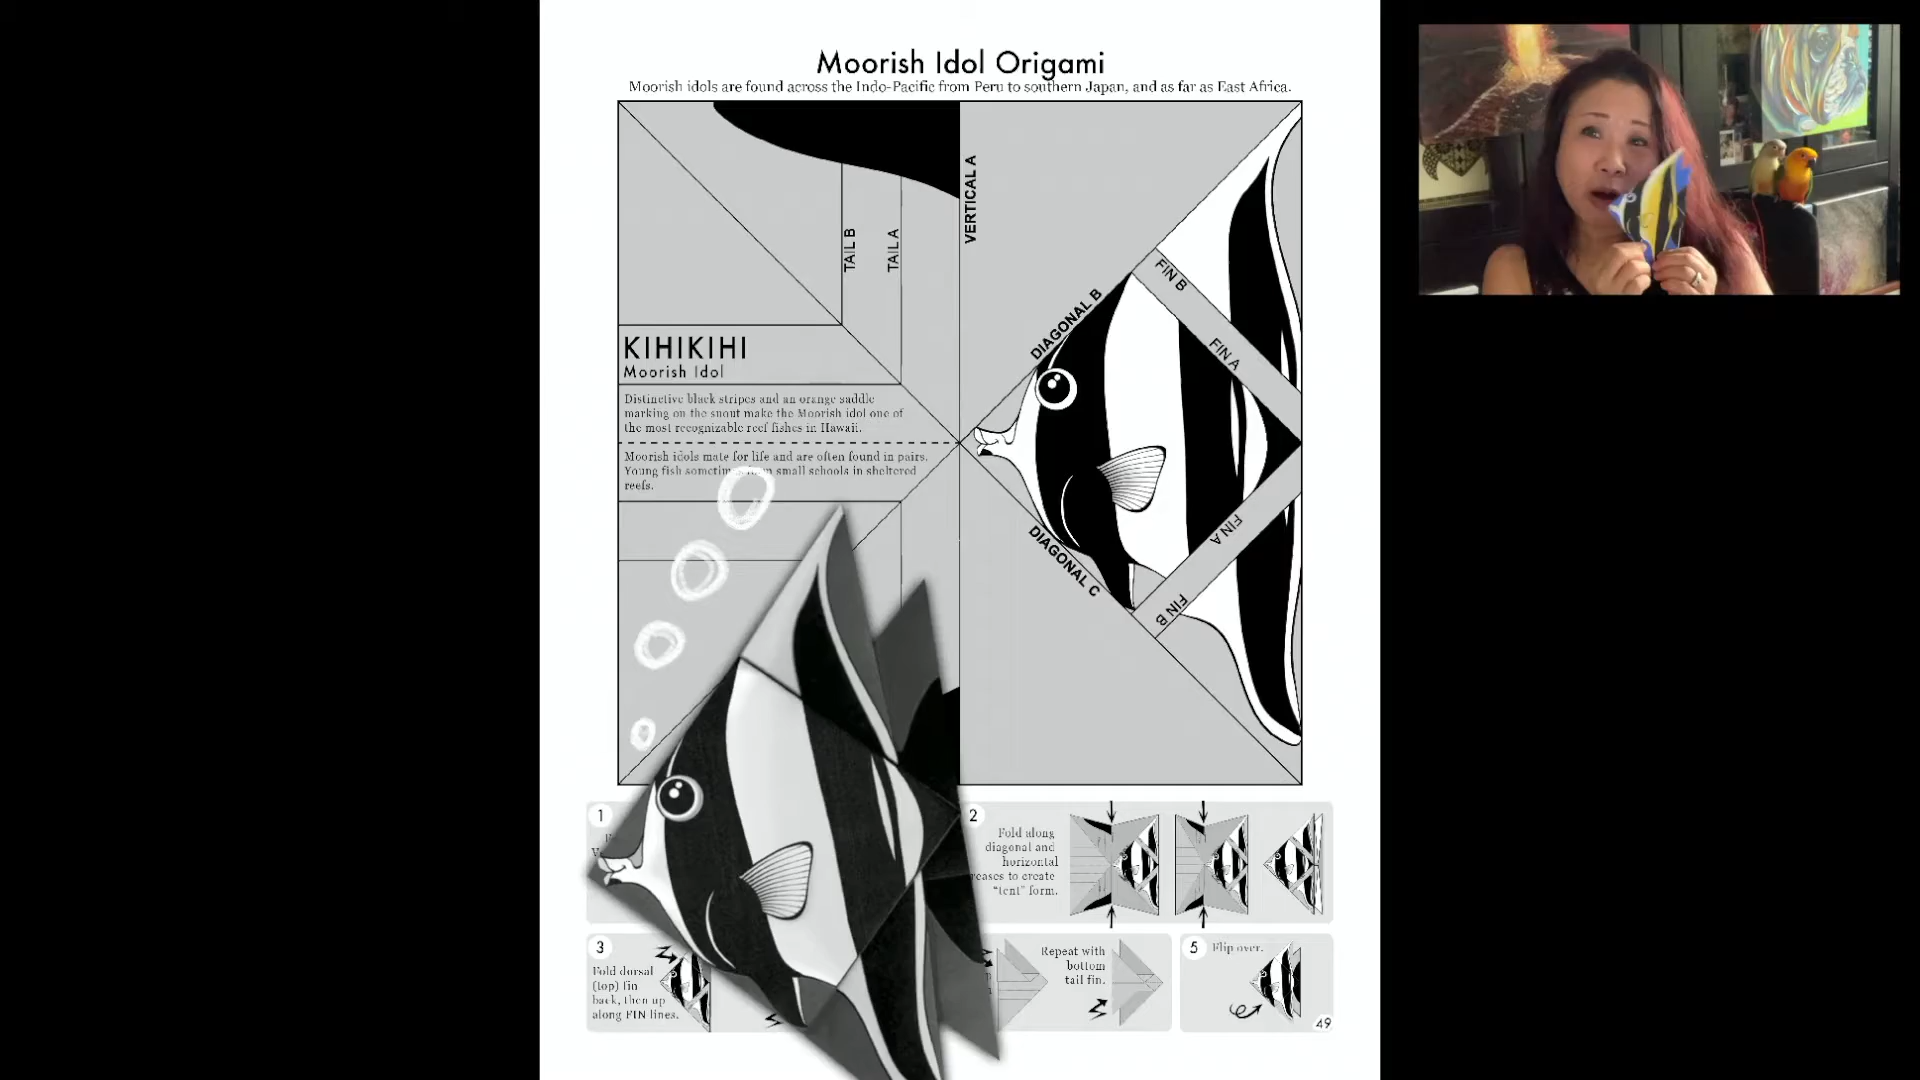 Moorish Idol Origami
Moorish idols are found across the Indo-Pacific from Peru to southern Japan, and as far as East Africa.
VERTICAL A
TAIL B
TAIL A
FIN B
DIAGONAL B
FIN A
KIHIKIHI
Moorish Idol
Distinctive black stripes and an orange saddle
marking on the snout make the Moorish idol one of
the most recognizable reef fishes in Hawaii.
Moorish idols mate for life and are often found in pairs.
Young fish small schools in sheltered
reefs.
FIN A
DIAGONAL C
FIN B
1
2
Fold along
diagonal and
horizontal
to create
“tent” form.
3
Fold dorsal
(top) fin
back, then up
along FIN lines.
Repeat with
bottom
tail fin.
5
Flip over.
49